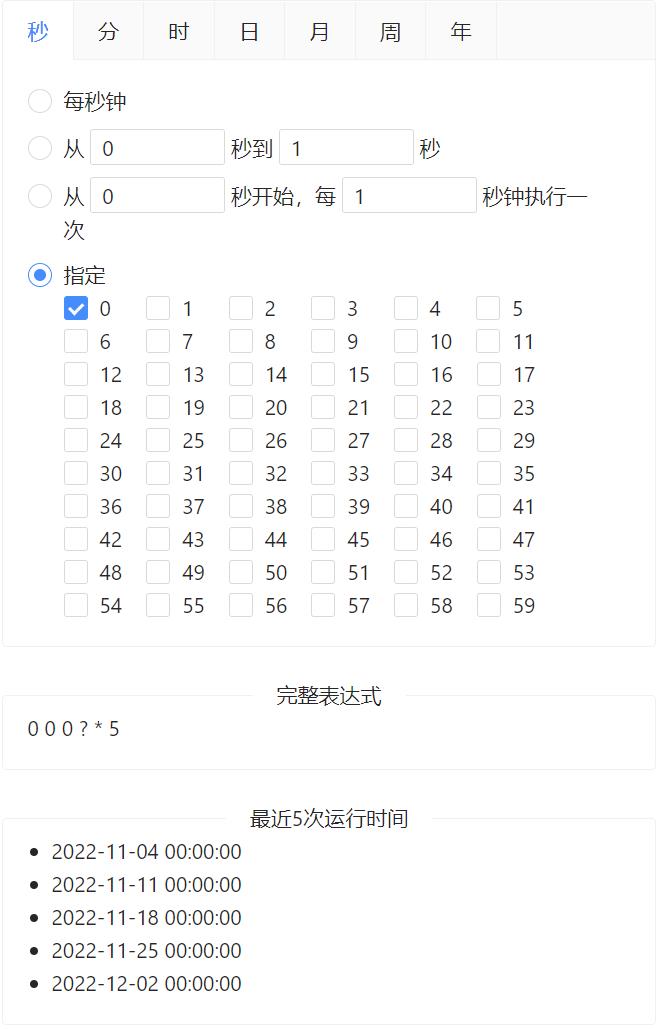 秒 分 时 日 月 周 年
每秒钟
从 0 秒到 1 秒
从 0 秒开始，每 1 秒钟执行一
次
指定
0 1 2 3 4 5
6 7 8 9 10 11
12 13 14 15 16 17
18 19 20 21 22 23
24 25 26 27 28 29
30 31 32 33 34 35
36 37 38 39 40 41
42 43 44 45 46 47
48 49 50 51 52 53
54 55 56 57 58 59
完整表达式
0 0 0 ? * 5
最近5次运行时间
2022-11-04 00:00:00
2022-11-11 00:00:00
2022-11-18 00:00:00
2022-11-25 00:00:00
2022-12-02 00:00:00